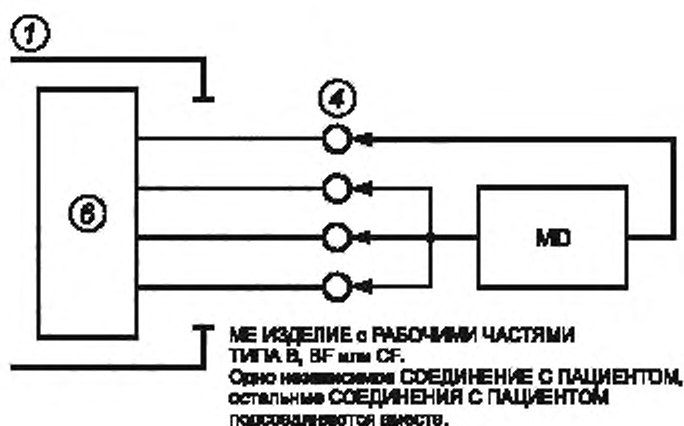 1
4
6
MD
МЕ ИЗДЕЛИЕ с РАБОЧИМИ ЧАСТЯМИ
ТИПА В, BF или CF.
Одно независимое СОЕДИНЕНИЕ С ПАЦИЕНТОМ,
остальные СОЕДИНЕНИЯ С ПАЦИЕНТОМ
подсоединяются вместе.